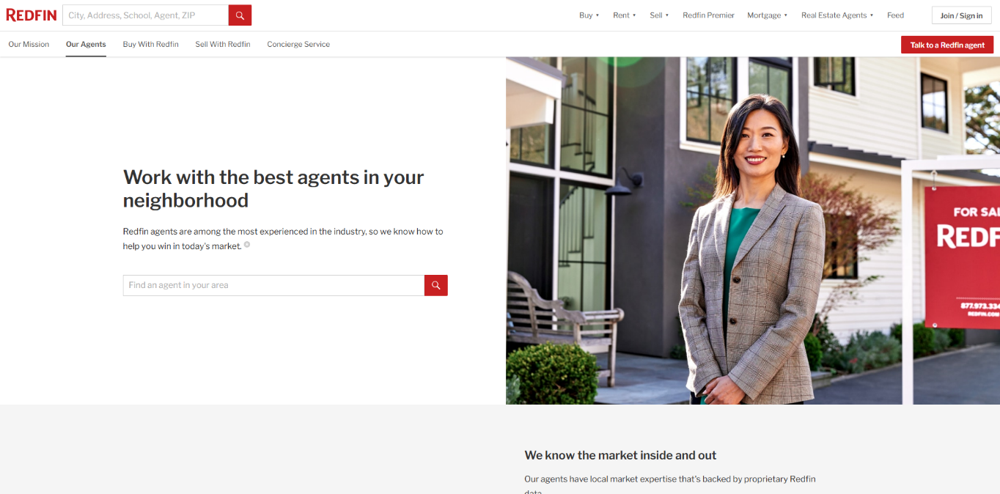 REDFIN
City, Address, School, Agent, ZIP
Buy
Rent
Sell
Redfin Premier
Mortgage
Real Estate Agents
Feed
Join / Sign in
Our Mission
Our Agents
Buy With Redfin
Sell With Redfin
Concierge Service
Talk to a Redfin agent
Work with the best agents in your
neighborhood
Redfin agents are among the most experienced in the industry, so we know how to
help you win in today's market.
Find an agent in your area
FOR SAL
REDF
877.973.334
REDFIN.COM
We know the market inside and out
Our agents have local market expertise that's backed by proprietary Redfin
data.